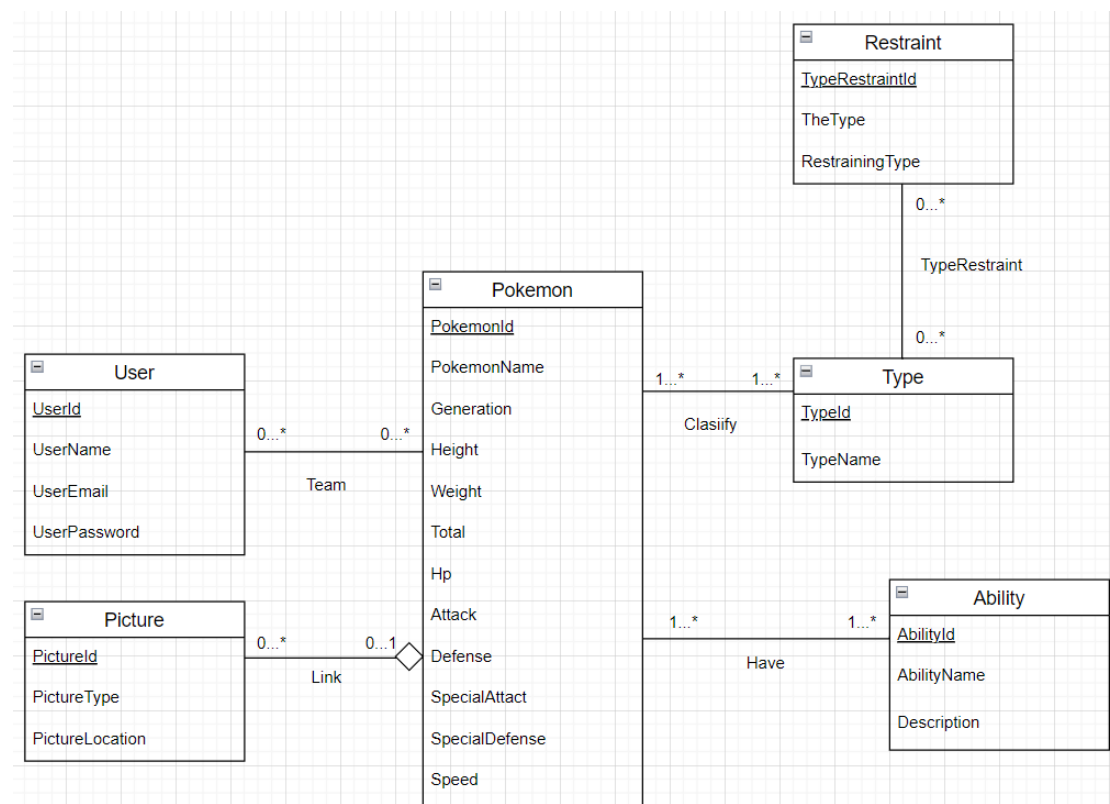 Restraint
TypeRestraintId
TheType
RestrainingType
0...*
TypeRestraint
0...*
Pokemon
PokemonId
PokemonName
Generation
Height
Weight
Total
Hp
Attack
Defense
SpecialAttact
SpecialDefense
Speed
User
UserId
UserName
UserEmail
UserPassword
0...* 0...*
Team
Picture
PictureId
PictureType
PictureLocation
0...* 0...1
Link
1...* 1...*
Clasiify
Type
TypeId
TypeName
1...* 1...*
Have
Ability
AbilityId
AbilityName
Description